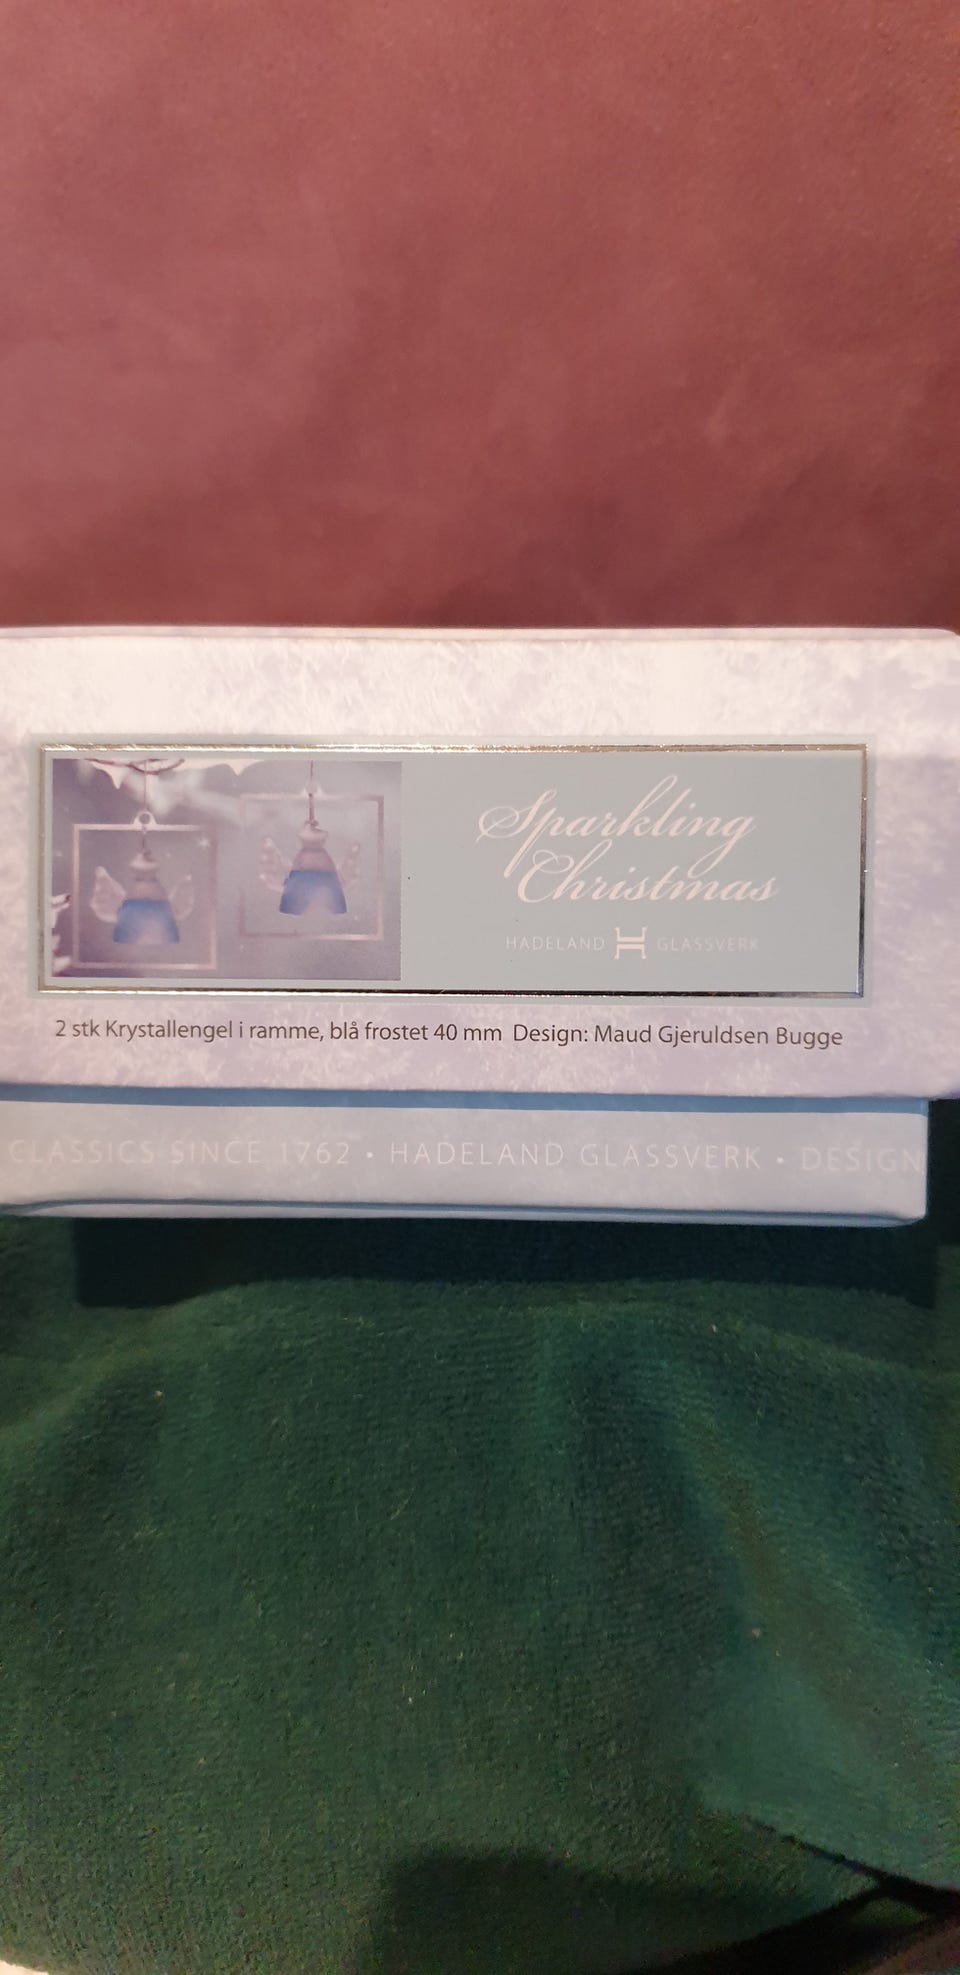 Sparkling
Christmas
HADELAND GLASSVERK
2 stk Krystallengel i ramme, blå frostet 40 mm Design: Maud Gjeruldsen Bugge
CLASSICS SINCE 1762 • HADELAND GLASSVERK • DESIGN